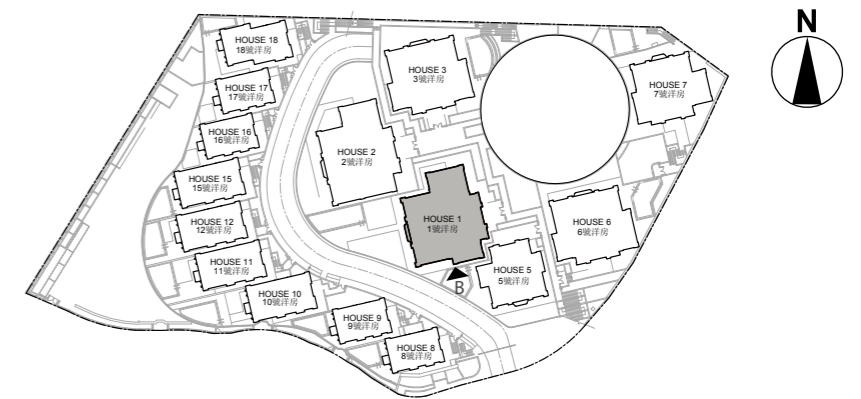 N
HOUSE 18
18號洋房
HOUSE 17
17號洋房
HOUSE 16
16號洋房
HOUSE 15
15號洋房
HOUSE 12
12號洋房
HOUSE 11
11號洋房
HOUSE 10
10號洋房
HOUSE 9
9號洋房
HOUSE 8
8號洋房
HOUSE 3
3號洋房
HOUSE 2
2號洋房
HOUSE 1
1號洋房
B
HOUSE 5
5號洋房
HOUSE 6
6號洋房
HOUSE 7
7號洋房